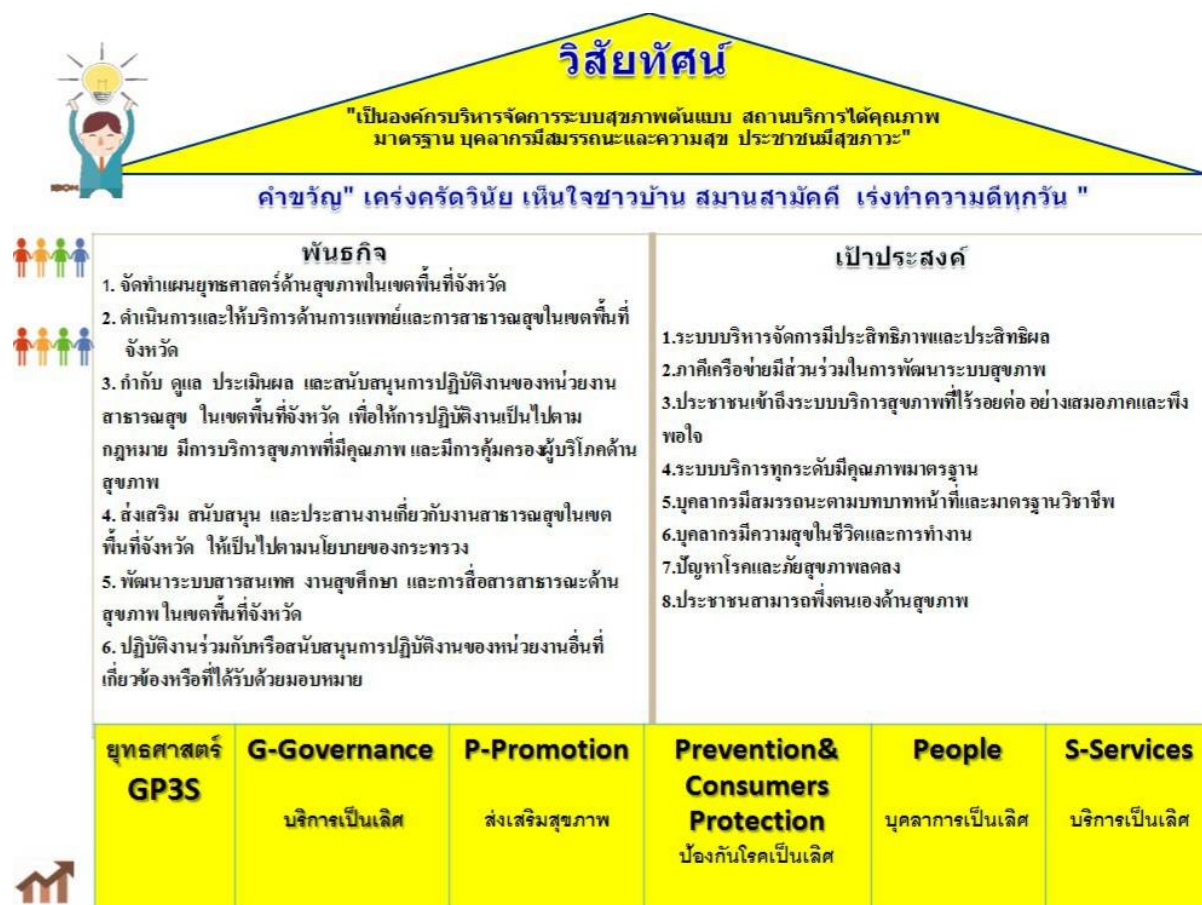 วิสัยทัศน์
"เป็นองค์กรบริหารจัดการระบบสุขภาพต้นแบบ สถานบริการได้คุณภาพ
มาตรฐาน บุคลากรมีสมรรถนะและความสุข ประชาชนมีสุขภาวะ"
คำขวัญ" เคร่งครัดวินัย เห็นใจชาวบ้าน สมานสามัคคี เร่งทำความดีทุกวัน "
พันธกิจ
1. จัดทำแผนยุทธศาสตร์ด้านสุขภาพในเขตพื้นที่จังหวัด
2. ดำเนินการและให้บริการด้านการแพทย์และการสาธารณสุขในเขตพื้นที่
จังหวัด
3. กำกับ ดูแล ประเมินผล และสนับสนุนการปฏิบัติงานของหน่วยงาน
สาธารณสุข ในเขตพื้นที่จังหวัด เพื่อให้การปฏิบัติงานเป็นไปตาม
กฎหมาย มีการบริการสุขภาพที่มีคุณภาพ และมีการคุ้มครองผู้บริโภคด้าน
สุขภาพ
4. ส่งเสริม สนับสนุน และประสานงานเกี่ยวกับงานสาธารณสุขในเขต
พื้นที่จังหวัด ให้เป็นไปตามนโยบายของกระทรวง
5. พัฒนาระบบสารสนเทศ งานสุขศึกษา และการสื่อสารสาธารณะด้าน
สุขภาพ ในเขตพื้นที่จังหวัด
6. ปฏิบัติงานร่วมกับหรือสนับสนุนการปฏิบัติงานของหน่วยงานอื่นที่
เกี่ยวข้องหรือที่ได้รับด้วยมอบหมาย
เป้าประสงค์
1.ระบบบริหารจัดการมีประสิทธิภาพและประสิทธิผล
2.ภาคีเครือข่ายมีส่วนร่วมในการพัฒนาระบบสุขภาพ
3.ประชาชนเข้าถึงระบบบริการสุขภาพที่ไร้รอยต่อ อย่างเสมอภาคและพึง
พอใจ
4.ระบบบริการทุกระดับมีคุณภาพมาตรฐาน
5.บุคลากรมีสมรรถนะตามบทบาทหน้าที่และมาตรฐานวิชาชีพ
6.บุคลากรมีความสุขในชีวิตและการทำงาน
7.ปัญหาโรคและภัยสุขภาพลดลง
8.ประชาชนสามารถพึ่งตนเองด้านสุขภาพ
ยุทธศาสตร์
GP3S
G-Governance
บริการเป็นเลิศ
P-Promotion
ส่งเสริมสุขภาพ
Prevention&
Consumers
Protection
ป้องกันโรคเป็นเลิศ
People
บุคลาการเป็นเลิศ
S-Services
บริการเป็นเลิศ